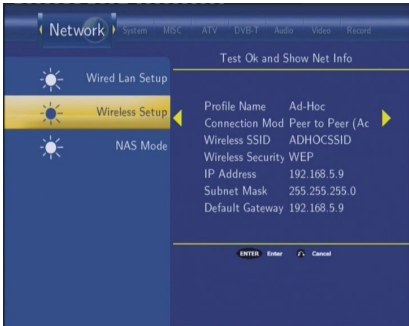 Network System MISC ATV DVB-T Audio Video Record
Test Ok and Show Net Info
Wired Lan Setup
Wireless Setup
NAS Mode
Profile Name Ad-Hoc
Connection Mod Peer to Peer (Ac
Wireless SSID ADHOCSSID
Wireless Security WEP
IP Address 192.168.5.9
Subnet Mask 255.255.255.0
Default Gateway 192.168.5.9
ENTER Enter Cancel